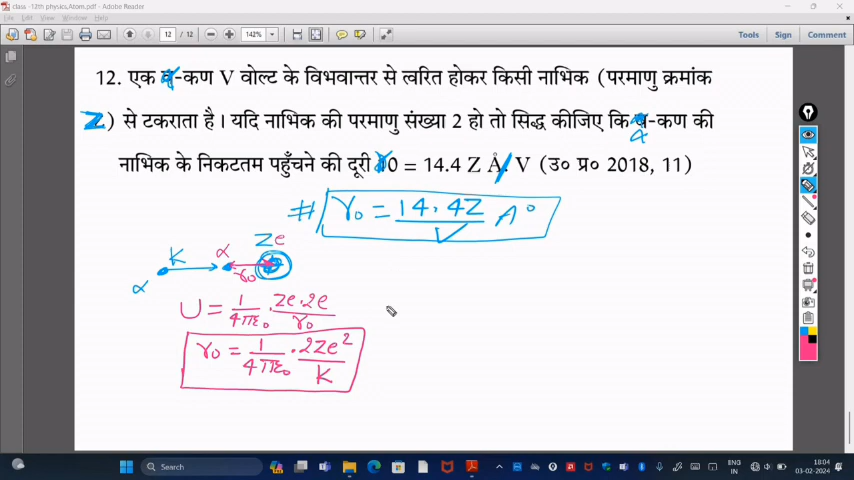 class -12th physics,Atom.pdf - Adobe Reader
File Edit View Window Help
12 / 12 142% Tools Sign Comment
12. एक α-कण V वोल्ट के विभवान्तर से त्वरित होकर किसी नाभिक (परमाणु क्रमांक
Z) से टकराता है। यदि नाभिक की परमाणु संख्या 2 हो तो सिद्ध कीजिए कि α-कण की
नाभिक के निकटतम पहुँचने की दूरी r0 = 14.4 Z Å/ V (उ० प्र० 2018, 11)
# r₀ = 14.4Z / V A°
Ze
K α
r₀
α
U = 1/4πε₀ . Ze.2e / r₀
r₀ = 1/4πε₀ . 2Ze² / K
Search
ENG
IN
18:04
03-02-2024